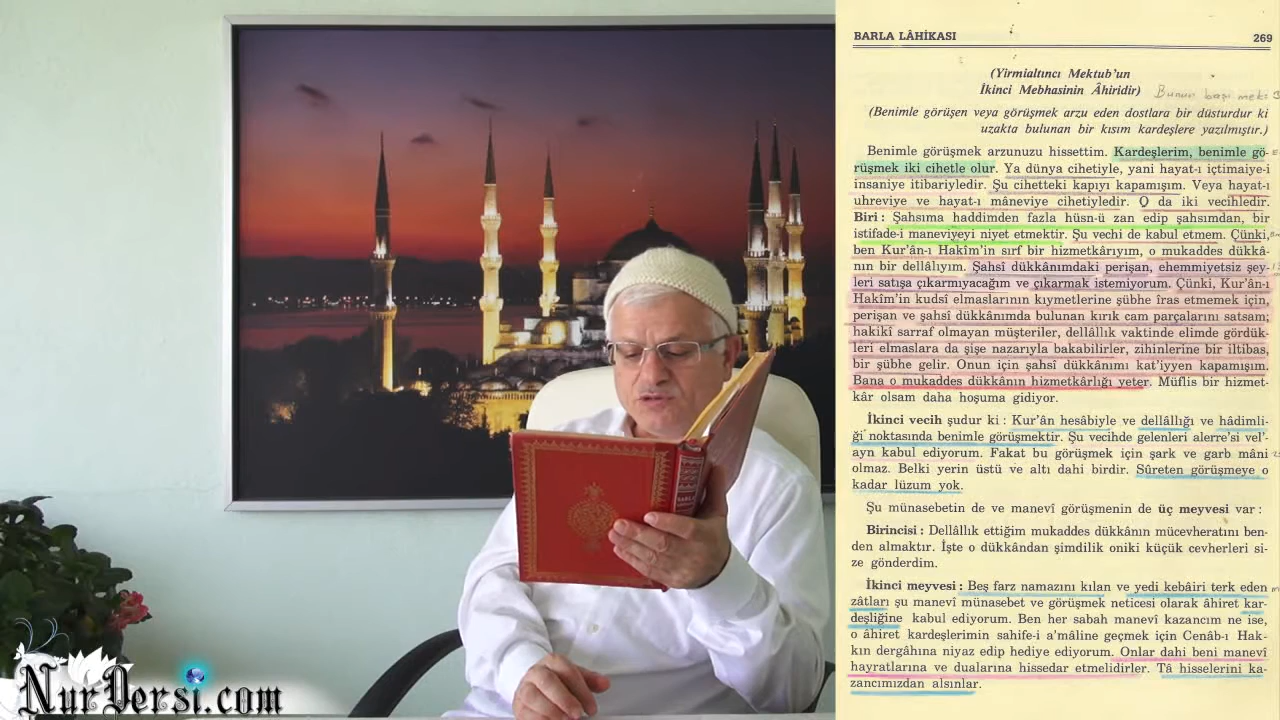 BARLA LÂHİKASI 269
(Yirmialtıncı Mektub'un
İkinci Mebhasinin Âhiridir)
Bunun başı mek:
(Benimle görüşen veya görüşmek arzu eden dostlara bir düsturdur ki
uzakta bulunan bir kısım kardeşlere yazılmıştır.)
Benimle görüşmek arzunuzu hissettim. Kardeşlerim, benimle gö-
rüşmek iki cihetle olur. Ya dünya cihetiyle, yani hayat-ı içtimaiye-i
insaniye itibariyledir. Şu cihetteki kapıyı kapamışım. Veya hayat-ı
uhreviye ve hayat-ı mâneviye cihetiyledir. O da iki vecihledir.
Biri : Şahsıma haddimden fazla hüsn-ü zan edip şahsımdan, bir
istifade-i maneviyeyi niyet etmektir. Şu vechi de kabul etmem. Çünki,
ben Kur'ân-ı Hakîm'in sırf bir hizmetkârıyım, o mukaddes dükkâ-
nın bir dellâlıyım. Şahsî dükkânımdaki perişan, ehemmiyetsiz şey-
leri satışa çıkarmıyacağım ve çıkarmak istemiyorum. Çünki, Kur'ân-ı
Hakîm'in kudsî elmaslarının kıymetlerine şübhe îras etmemek için,
perişan ve şahsî dükkânımda bulunan kırık cam parçalarını satsam;
hakikî sarraf olmayan müşteriler, dellâllık vaktinde elimde gördük-
leri elmaslara da şişe nazarıyla bakabilirler, zihinlerine bir iltibas,
bir şübhe gelir. Onun için şahsî dükkânımı kat'iyyen kapamışım.
Bana o mukaddes dükkânın hizmetkârlığı yeter. Müflis bir hizmet-
kâr olsam daha hoşuma gidiyor.
İkinci vecih şudur ki : Kur'ân hesâbiyle ve dellâllığı ve hâdimli-
ği noktasında benimle görüşmektir. Şu vecihde gelenleri alerre'si vel'-
ayn kabul ediyorum. Fakat bu görüşmek için şark ve garb mâni
olmaz. Belki yerin üstü ve altı dahi birdir. Sûreten görüşmeye o
kadar lüzum yok.
Şu münasebetin de ve manevî görüşmenin de üç meyvesi var :
Birincisi : Dellâllık ettiğim mukaddes dükkânın mücevheratını ben-
den almaktır. İşte o dükkândan şimdilik oniki küçük cevherleri si-
ze gönderdim.
İkinci meyvesi : Beş farz namazını kılan ve yedi kebâiri terk eden
zâtları şu manevî münasebet ve görüşmek neticesi olarak âhiret kar-
deşliğine kabul ediyorum. Ben her sabah manevî kazancım ne ise,
o âhiret kardeşlerimin sahife-i a'mâline geçmek için Cenâb-ı Hak-
kın dergâhına niyaz edip hediye ediyorum. Onlar dahi beni manevî
hayratlarına ve dualarına hissedar etmelidirler. Tâ hisselerini ka-
zancımızdan alsınlar.
BARLA
NurDersi.com